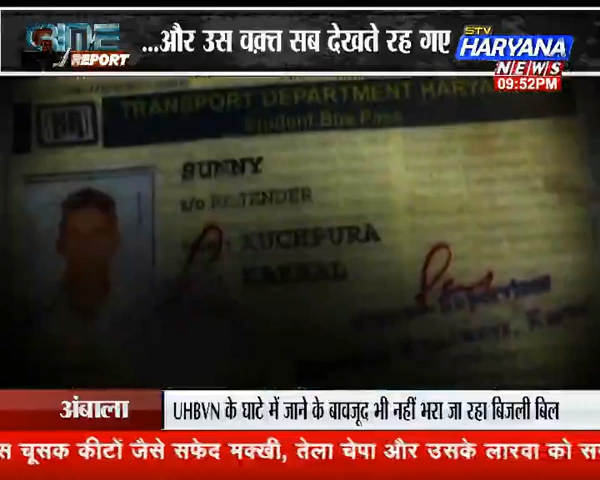 CRIME
REPORT
...और उस वक़्त सब देखते रह गए
STV
HARYANA
NEWS
09:52PM
TRANSPORT DEPARTMENT HARYANA
Student Bus Pass
SUNNY
s/o RAJENDER
KUCHPURA
KARNAL
अंबाला
UHBVN के घाटे में जाने के बावजूद भी नहीं भरा जा रहा बिजली बिल
स चूसक कीटों जैसे सफेद मक्खी, तेला चेपा और उसके लारवा को स